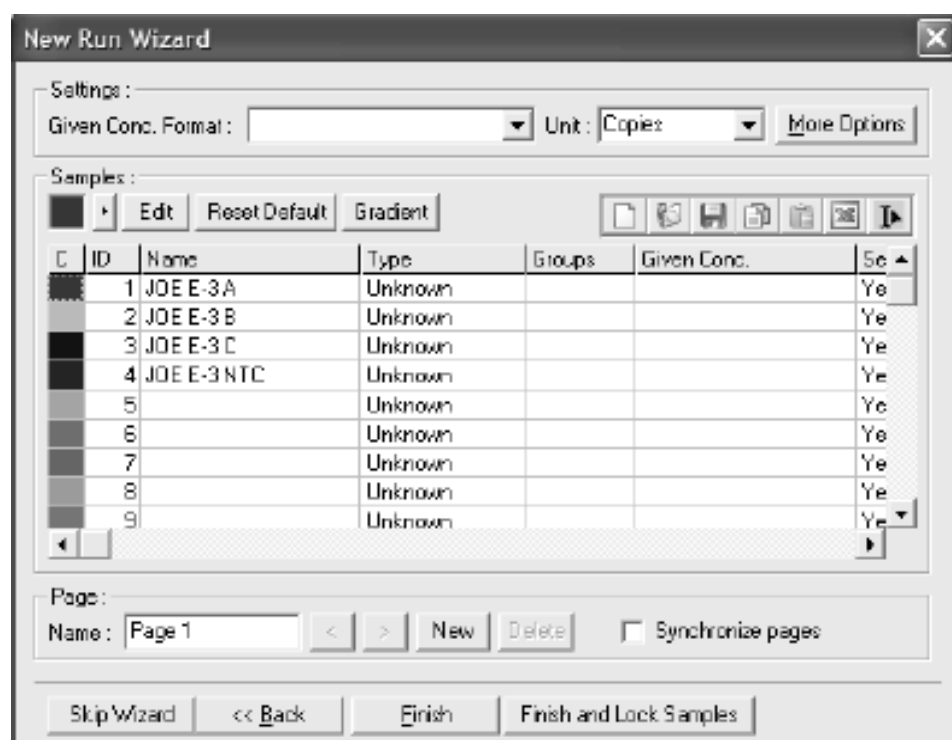 New Run Wizard
Settings :
Given Conc. Format : Unit : Copies More Options
Samples :
Edit Reset Default Gradient
C ID Name Type Groups Given Conc. Se
1 JOE E-3 A Unknown Ye
2 JOE E-3 B Unknown Ye
3 JOE E-3 C Unknown Ye
4 JOE E-3 NTC Unknown Ye
5 Unknown Ye
6 Unknown Ye
7 Unknown Ye
8 Unknown Ye
9 Unknown Ye
Page :
Name : Page 1 < > New Delete Synchronize pages
Skip Wizard << Back Finish Finish and Lock Samples